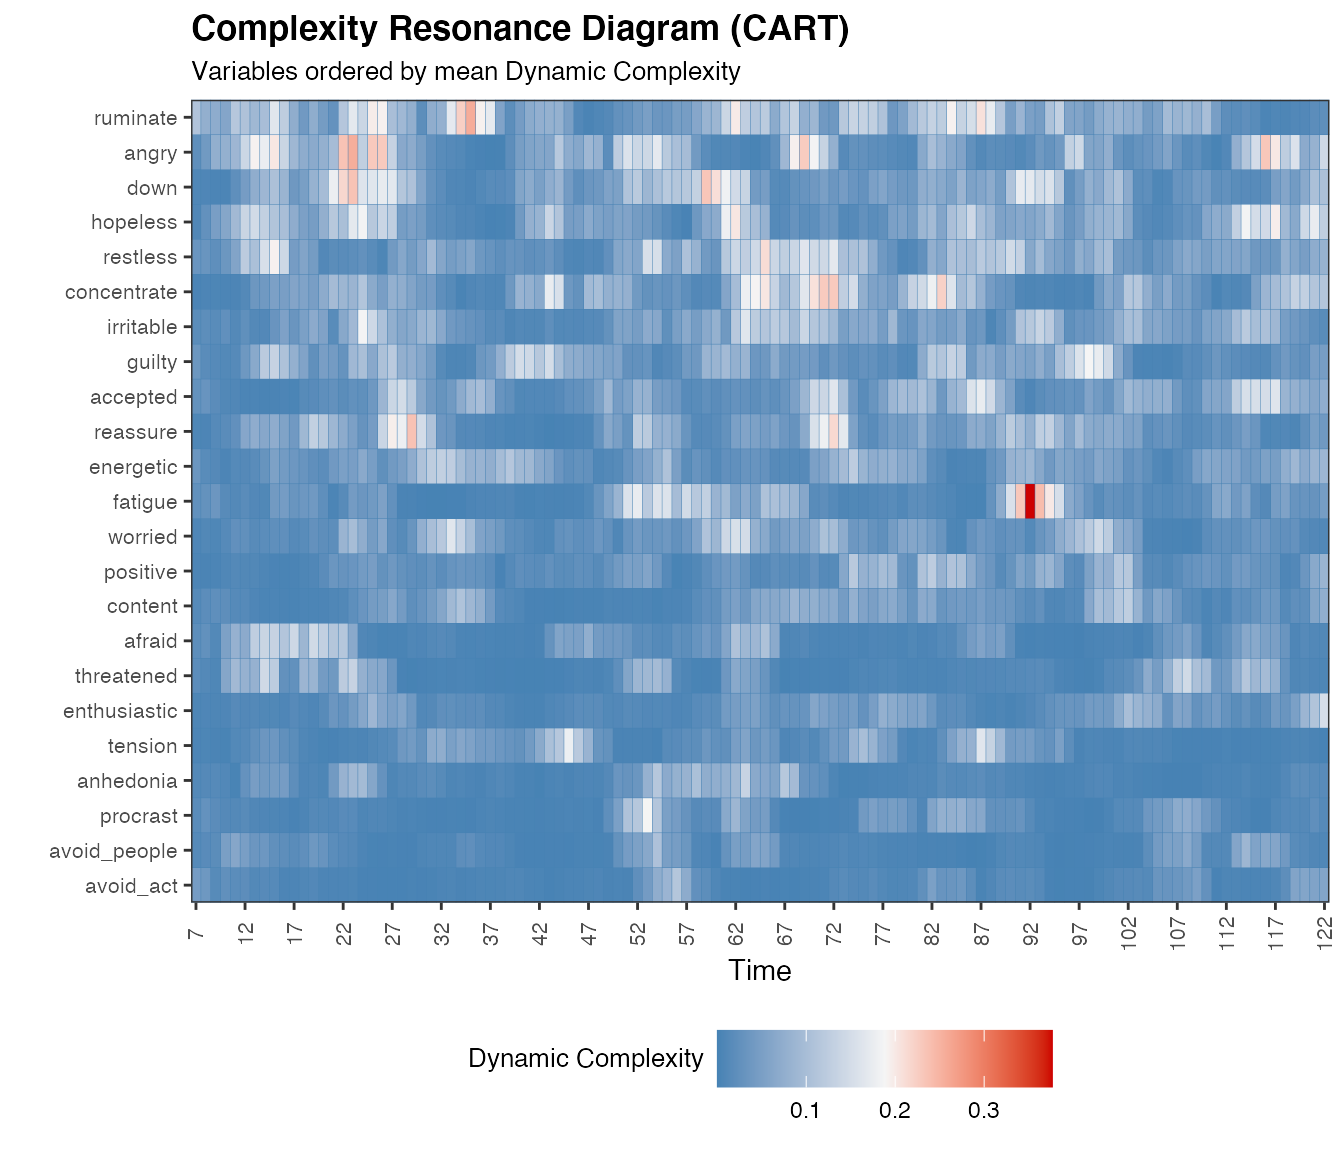 Complexity Resonance Diagram (CART)
Variables ordered by mean Dynamic Complexity
ruminate
angry
down
hopeless
restless
concentrate
irritable
guilty
accepted
reassure
energetic
fatigue
worried
positive
content
afraid
threatened
enthusiastic
tension
anhedonia
procrast
avoid_people
avoid_act
7 12 17 22 27 32 37 42 47 52 57 62 67 72 77 82 87 92 97 102 107 112 117 122
Time
Dynamic Complexity
0.1 0.2 0.3